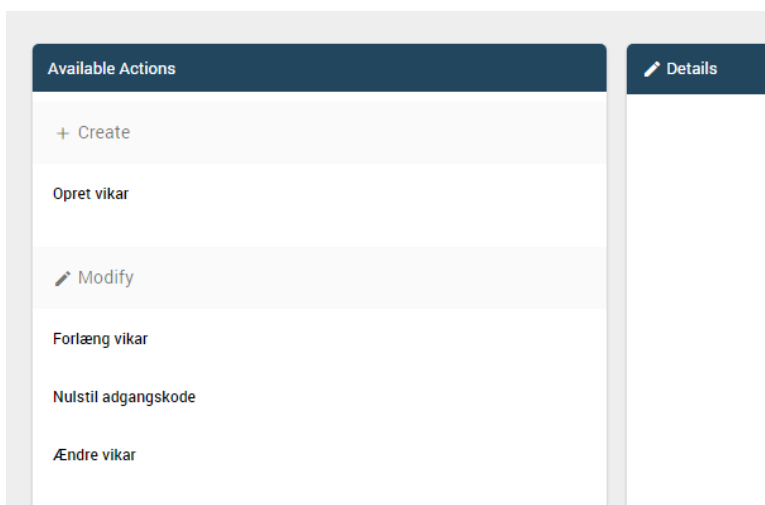 Available Actions
Details
+ Create
Opret vikar
Modify
Forlæng vikar
Nulstil adgangskode
Ændre vikar